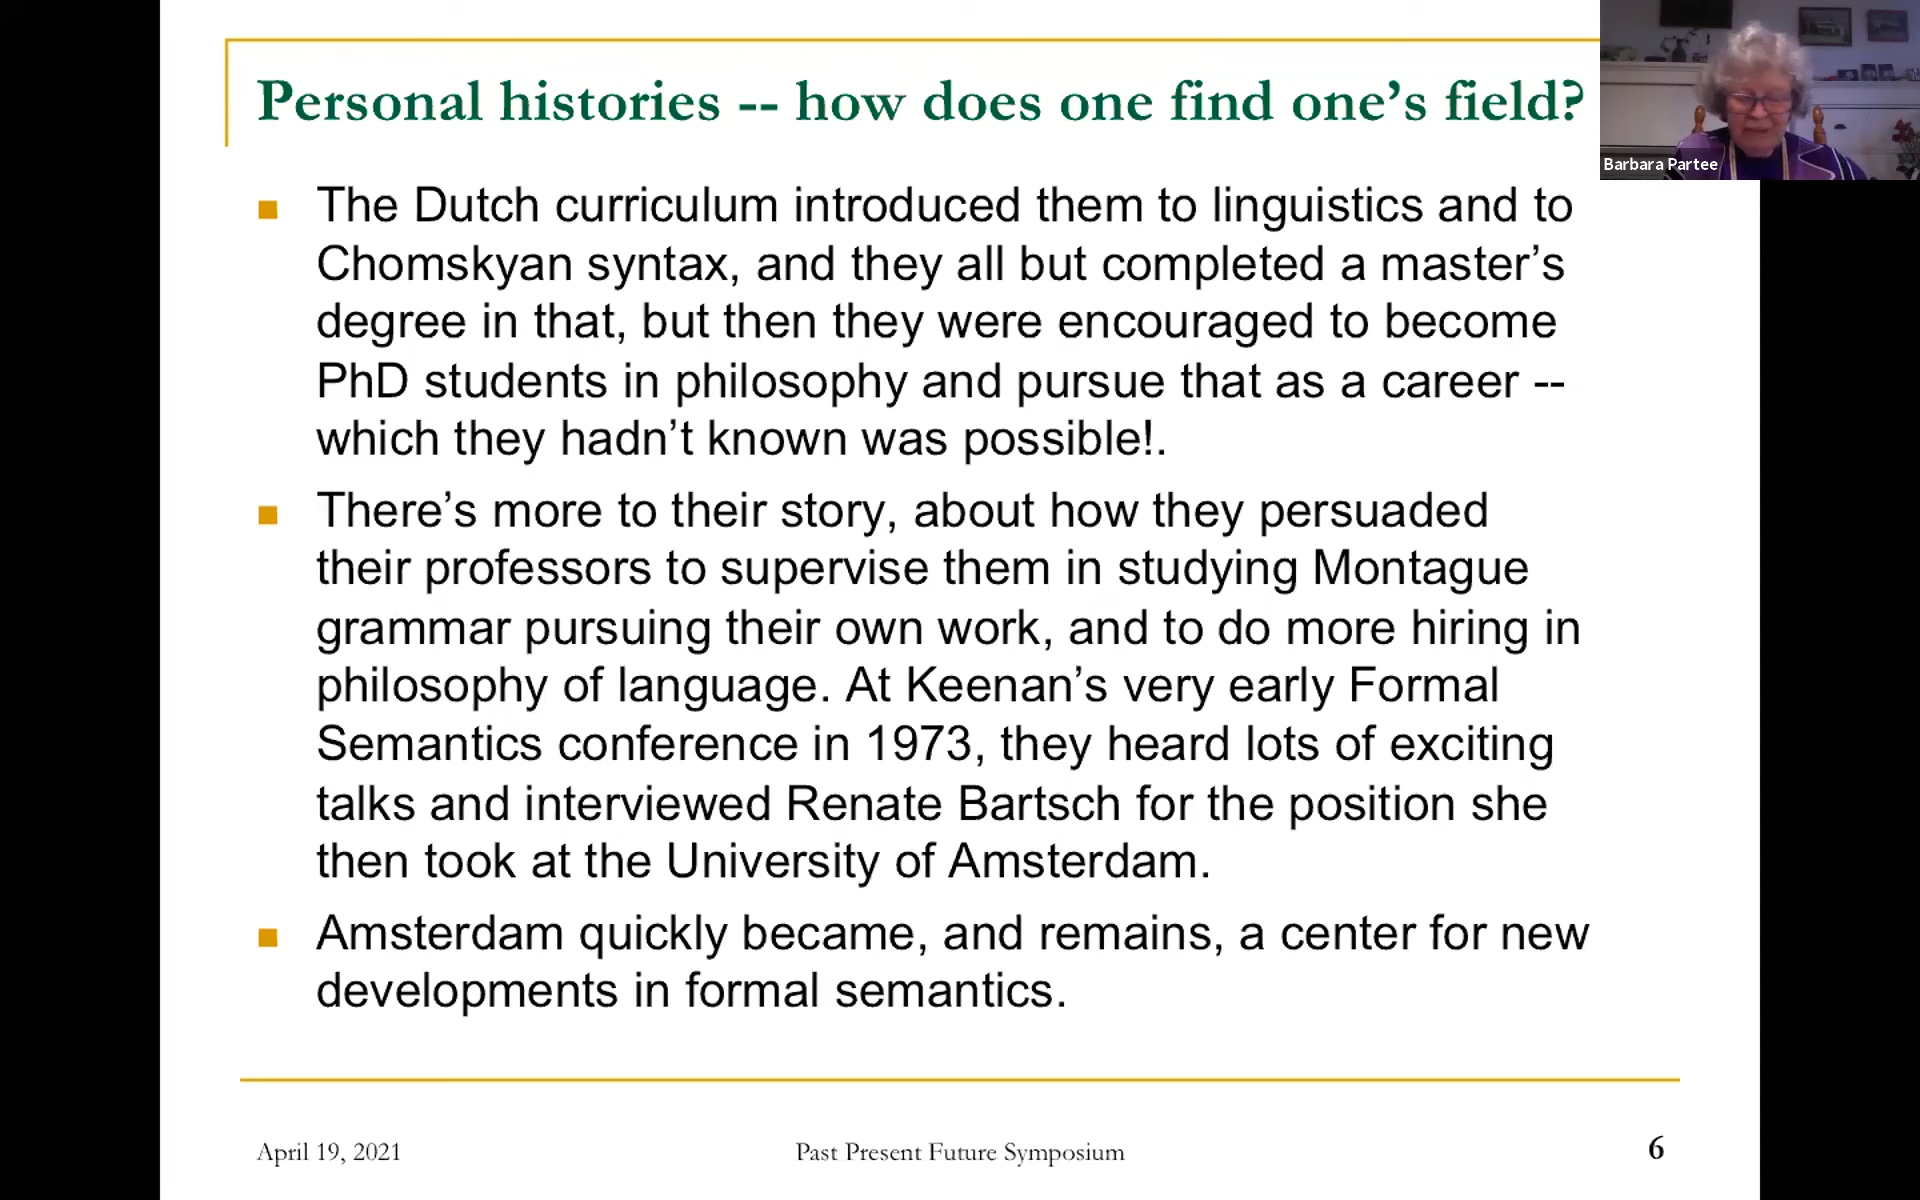 Personal histories -- how does one find one’s field?
Barbara Partee
■ The Dutch curriculum introduced them to linguistics and to
Chomskyan syntax, and they all but completed a master’s
degree in that, but then they were encouraged to become
PhD students in philosophy and pursue that as a career --
which they hadn’t known was possible!.
■ There’s more to their story, about how they persuaded
their professors to supervise them in studying Montague
grammar pursuing their own work, and to do more hiring in
philosophy of language. At Keenan’s very early Formal
Semantics conference in 1973, they heard lots of exciting
talks and interviewed Renate Bartsch for the position she
then took at the University of Amsterdam.
■ Amsterdam quickly became, and remains, a center for new
developments in formal semantics.
April 19, 2021 Past Present Future Symposium 6